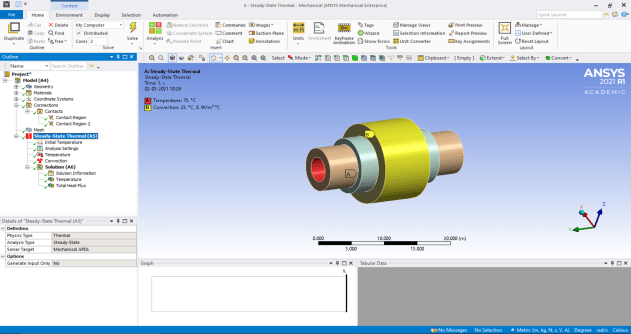 Context
A : Steady-State Thermal - Mechanical [ANSYS Mechanical Enterprise]
File Home Environment Display Selection Automation
Quick Launch
Duplicate
Cut Delete My Computer
Copy Find Distributed
Paste Tree Cores 2
Solve
Outline Solve
Analysis
Named Selection Commands Images
Coordinate System Comment Section Plane
Remote Point Chart Annotation
Insert
Units Worksheet Keyframe Animation
Tags
Wizard
Show Errors
Manage Views
Selection Information
Unit Converter
Print Preview
Report Preview
Key Assignments
Tools
Full Screen
Manage
User Defined
Reset Layout
Layout
Outline
Name Search Outline
Select Mode Clipboard [ Empty ] Extend Select By Convert
Project*
Model (A4)
Geometry
Materials
Coordinate Systems
Connections
Contacts
Contact Region
Contact Region 2
Mesh
Steady-State Thermal (A5)
Initial Temperature
Analysis Settings
Temperature
Convection
Solution (A6)
Solution Information
Temperature
Total Heat Flux
A: Steady-State Thermal
Steady-State Thermal
Time: 1. s
A Temperature: 75. °C
B
A
ANSYS
2021 R1
ACADEMIC
0.000 10.000 20.000 (m)
5.000 15.000
Z
X
Details of "Steady-State Thermal (A5)"
Definition
Physics Type Thermal
Analysis Type Steady-State
Solver Target Mechanical APDL
Options
Generate Input Only No
Graph
1.
Tabular Data
No Messages No Selection Metric (m, kg, N, s, V, A) Degrees rad/s Celsius